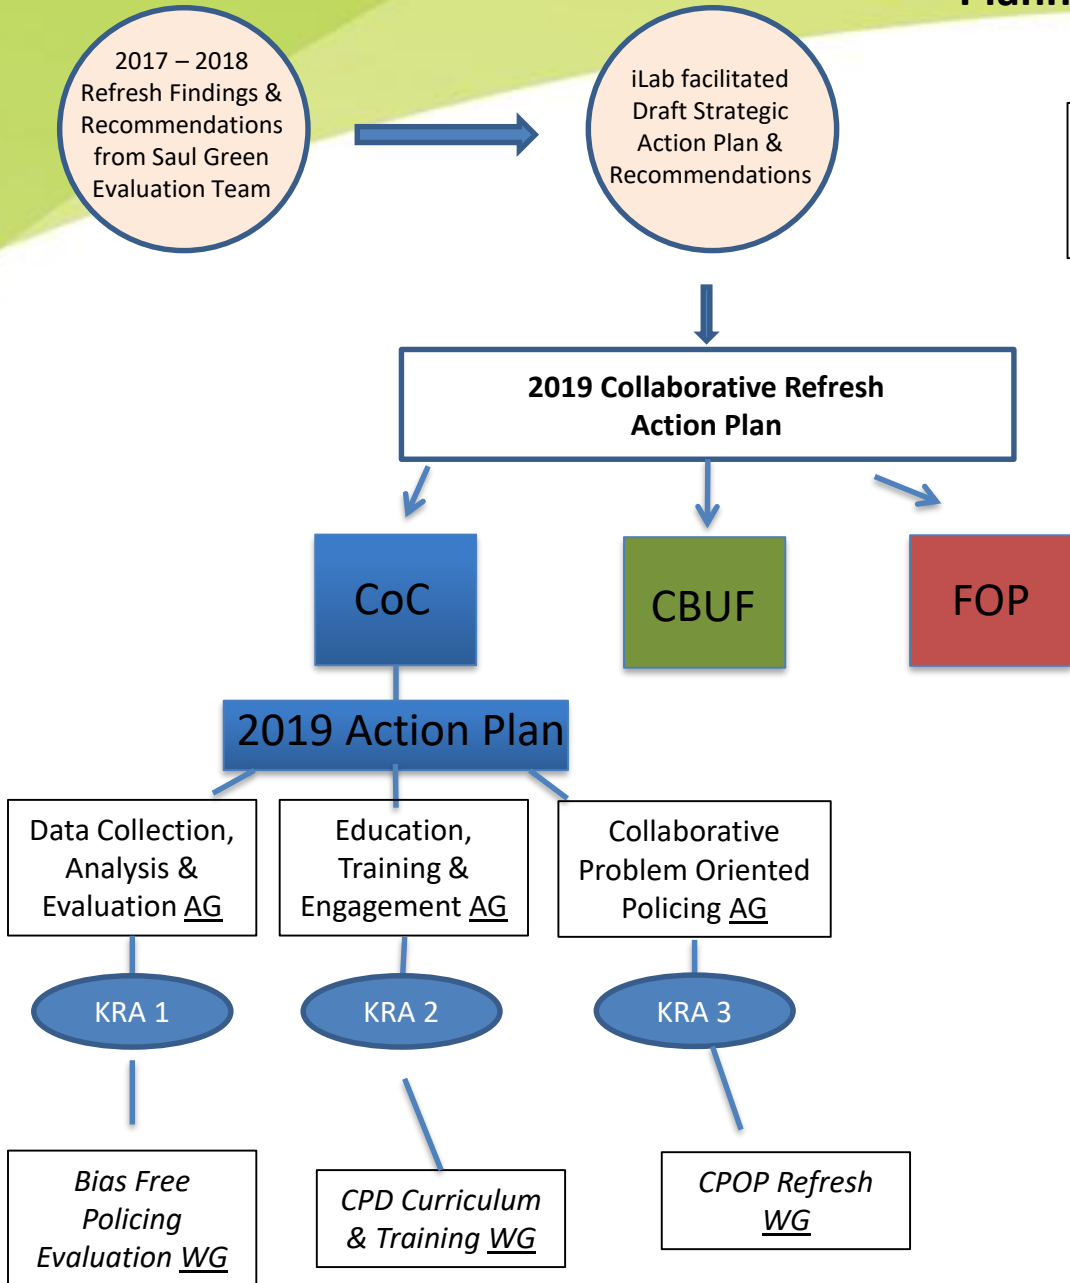 2017 – 2018
Refresh Findings &
Recommendations
from Saul Green
Evaluation Team
iLab facilitated
Draft Strategic
Action Plan &
Recommendations
2019 Collaborative Refresh
Action Plan
CoC
CBUF
FOP
2019 Action Plan
Data Collection,
Analysis &
Evaluation AG
Education,
Training &
Engagement AG
Collaborative
Problem Oriented
Policing AG
KRA 1
KRA 2
KRA 3
Bias Free
Policing
Evaluation WG
CPD Curriculum
& Training WG
CPOP Refresh
WG